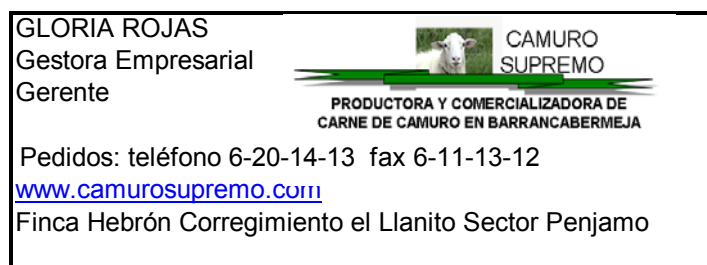 GLORIA ROJAS
Gestora Empresarial
Gerente
CAMURO
SUPREMO
PRODUCTORA Y COMERCIALIZADORA DE
CARNE DE CAMURO EN BARRANCABERMEJA
Pedidos: teléfono 6-20-14-13 fax 6-11-13-12
www.camurosupremo.com
Finca Hebrón Corregimiento el Llanito Sector Penjamo